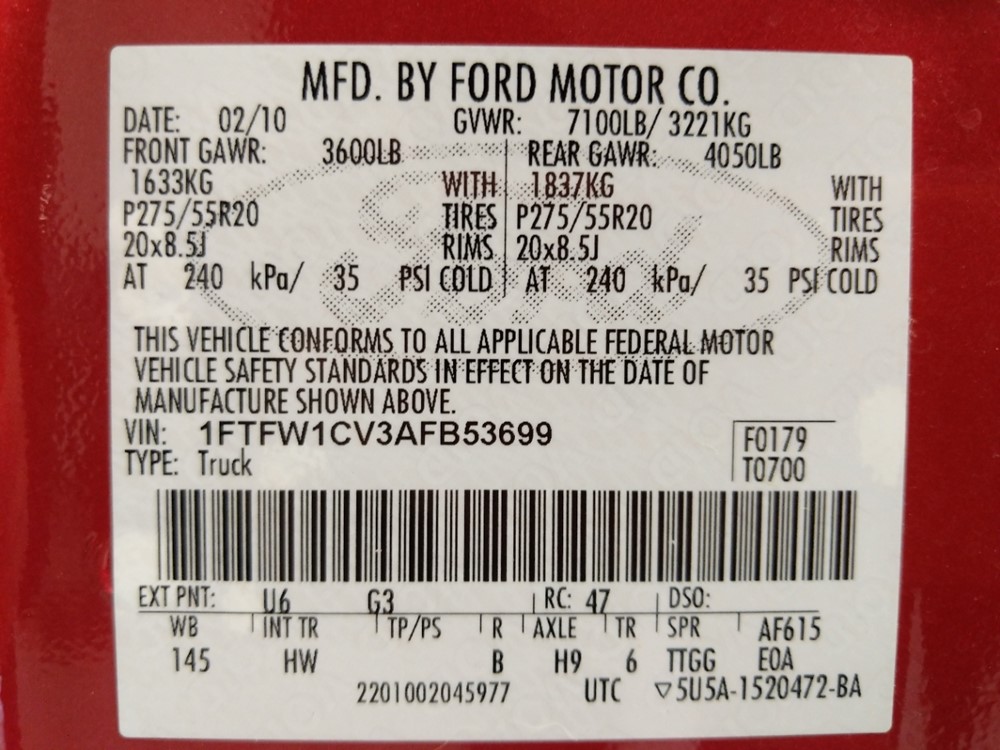 MFD. BY FORD MOTOR CO.
DATE: 02/10 GVWR: 7100LB/ 3221KG
FRONT GAWR: 3600LB REAR GAWR: 4050LB
1633KG WITH 1837KG WITH
P275/55R20 TIRES P275/55R20 TIRES
20x8.5J RIMS 20x8.5J RIMS
AT 240 kPa/ 35 PSI COLD AT 240 kPa/ 35 PSI COLD
Ford
THIS VEHICLE CONFORMS TO ALL APPLICABLE FEDERAL MOTOR
VEHICLE SAFETY STANDARDS IN EFFECT ON THE DATE OF
MANUFACTURE SHOWN ABOVE.
VIN: 1FTFW1CV3AFB53699 F0179
TYPE: Truck T0700
EXT PNT: U6 G3 RC: 47 DSO:
WB INT TR TP/PS R AXLE TR SPR AF615
145 HW B H9 6 TTGG E0A
2201002045977 UTC ▽5U5A-1520472-BA